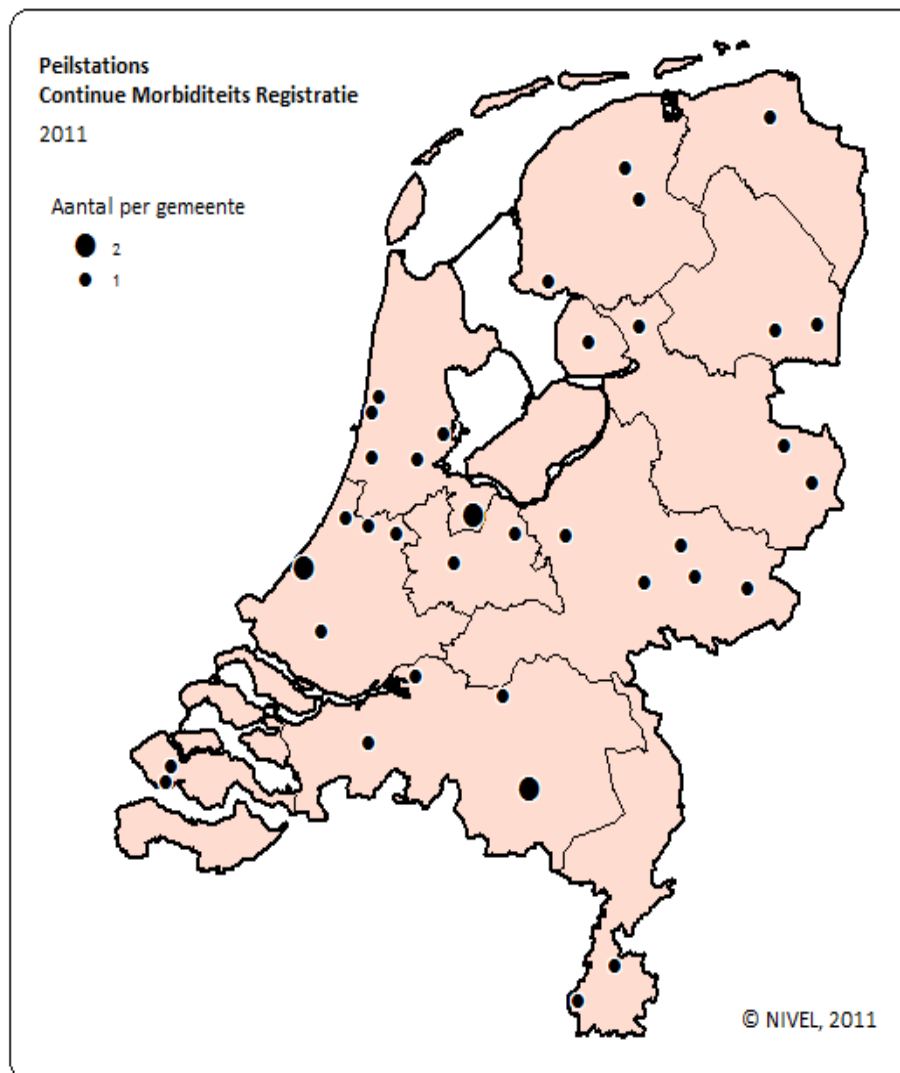 Peilstations
Continue Morbiditeits Registratie
2011
Aantal per gemeente
2
1
© NIVEL, 2011